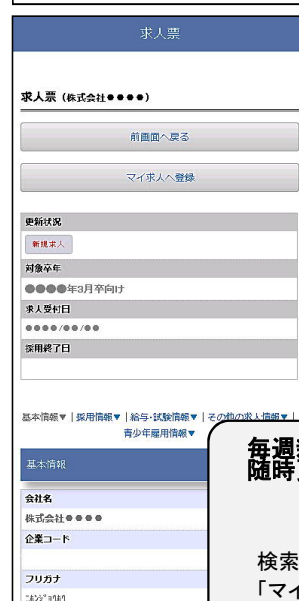 求人票
求人票（株式会社●●●●）
前画面へ戻る
マイ求人へ登録
更新状況
新規求人
対象卒年
●●●●年3月卒向け
求人受付日
●●●●/●●/●●
採用終了日
基本情報▼ | 採用情報▼ | 給与・試験情報▼ | その他の求人情報▼ |
青少年雇用情報▼
基本情報
会社名
株式会社●●●●
企業コード
フリガナ
毎週
随時
検索
「マイ